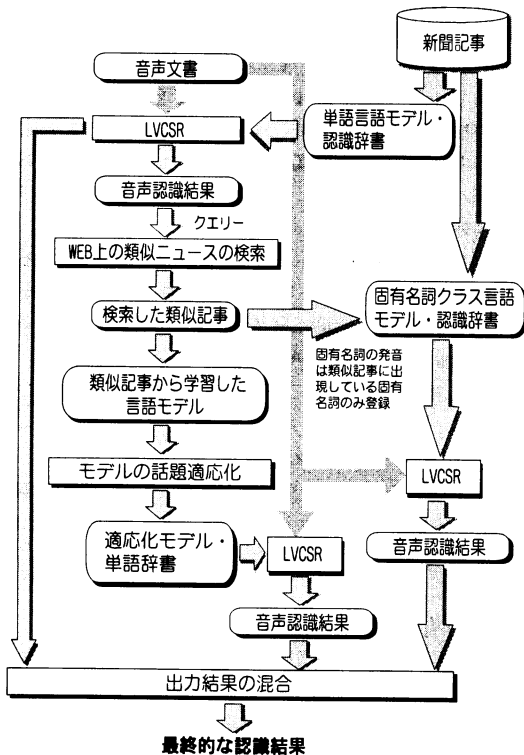 新聞記事
音声文書
単語言語モデル・
認識辞書
LVCSR
音声認識結果
クエリー
WEB上の類似ニュースの検索
検索した類似記事
固有名詞クラス言語
モデル・認識辞書
固有名詞の発音
は類似記事に出
現している固有
名詞のみ登録
類似記事から学習した
言語モデル
モデルの話題適応化
LVCSR
適応化モデル・
単語辞書
LVCSR
音声認識結果
音声認識結果
出力結果の混合
最終的な認識結果